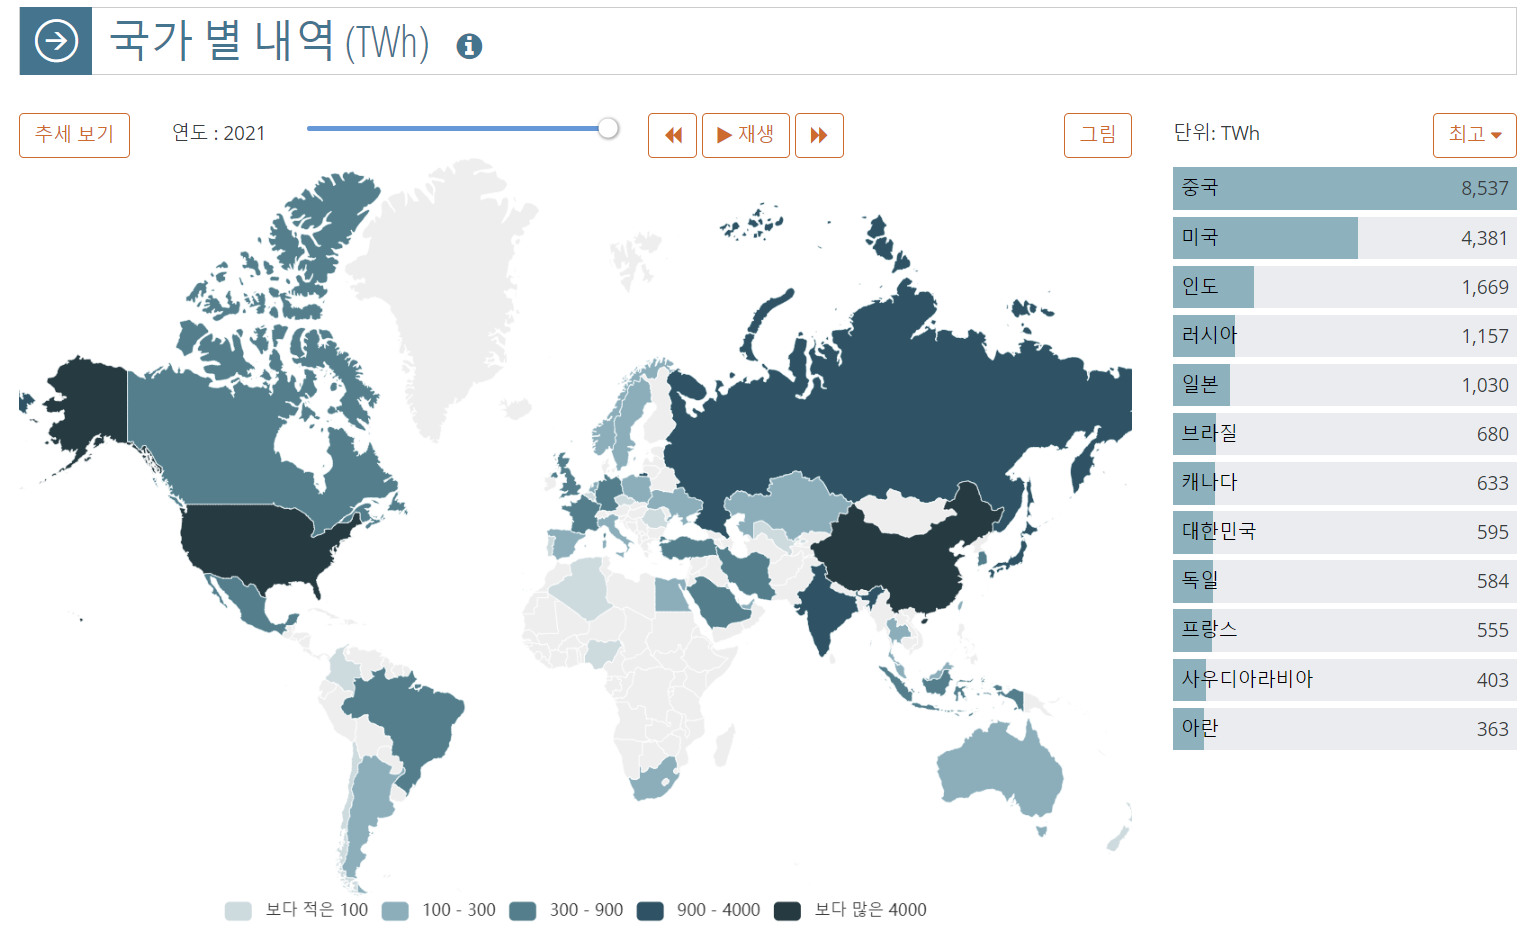 국가 별 내역 (TWh)
추세 보기
연도 : 2021
재생
그림
단위: TWh
최고
중국 8,537
미국 4,381
인도 1,669
러시아 1,157
일본 1,030
브라질 680
캐나다 633
대한민국 595
독일 584
프랑스 555
사우디아라비아 403
아란 363
보다 적은 100
100 - 300
300 - 900
900 - 4000
보다 많은 4000